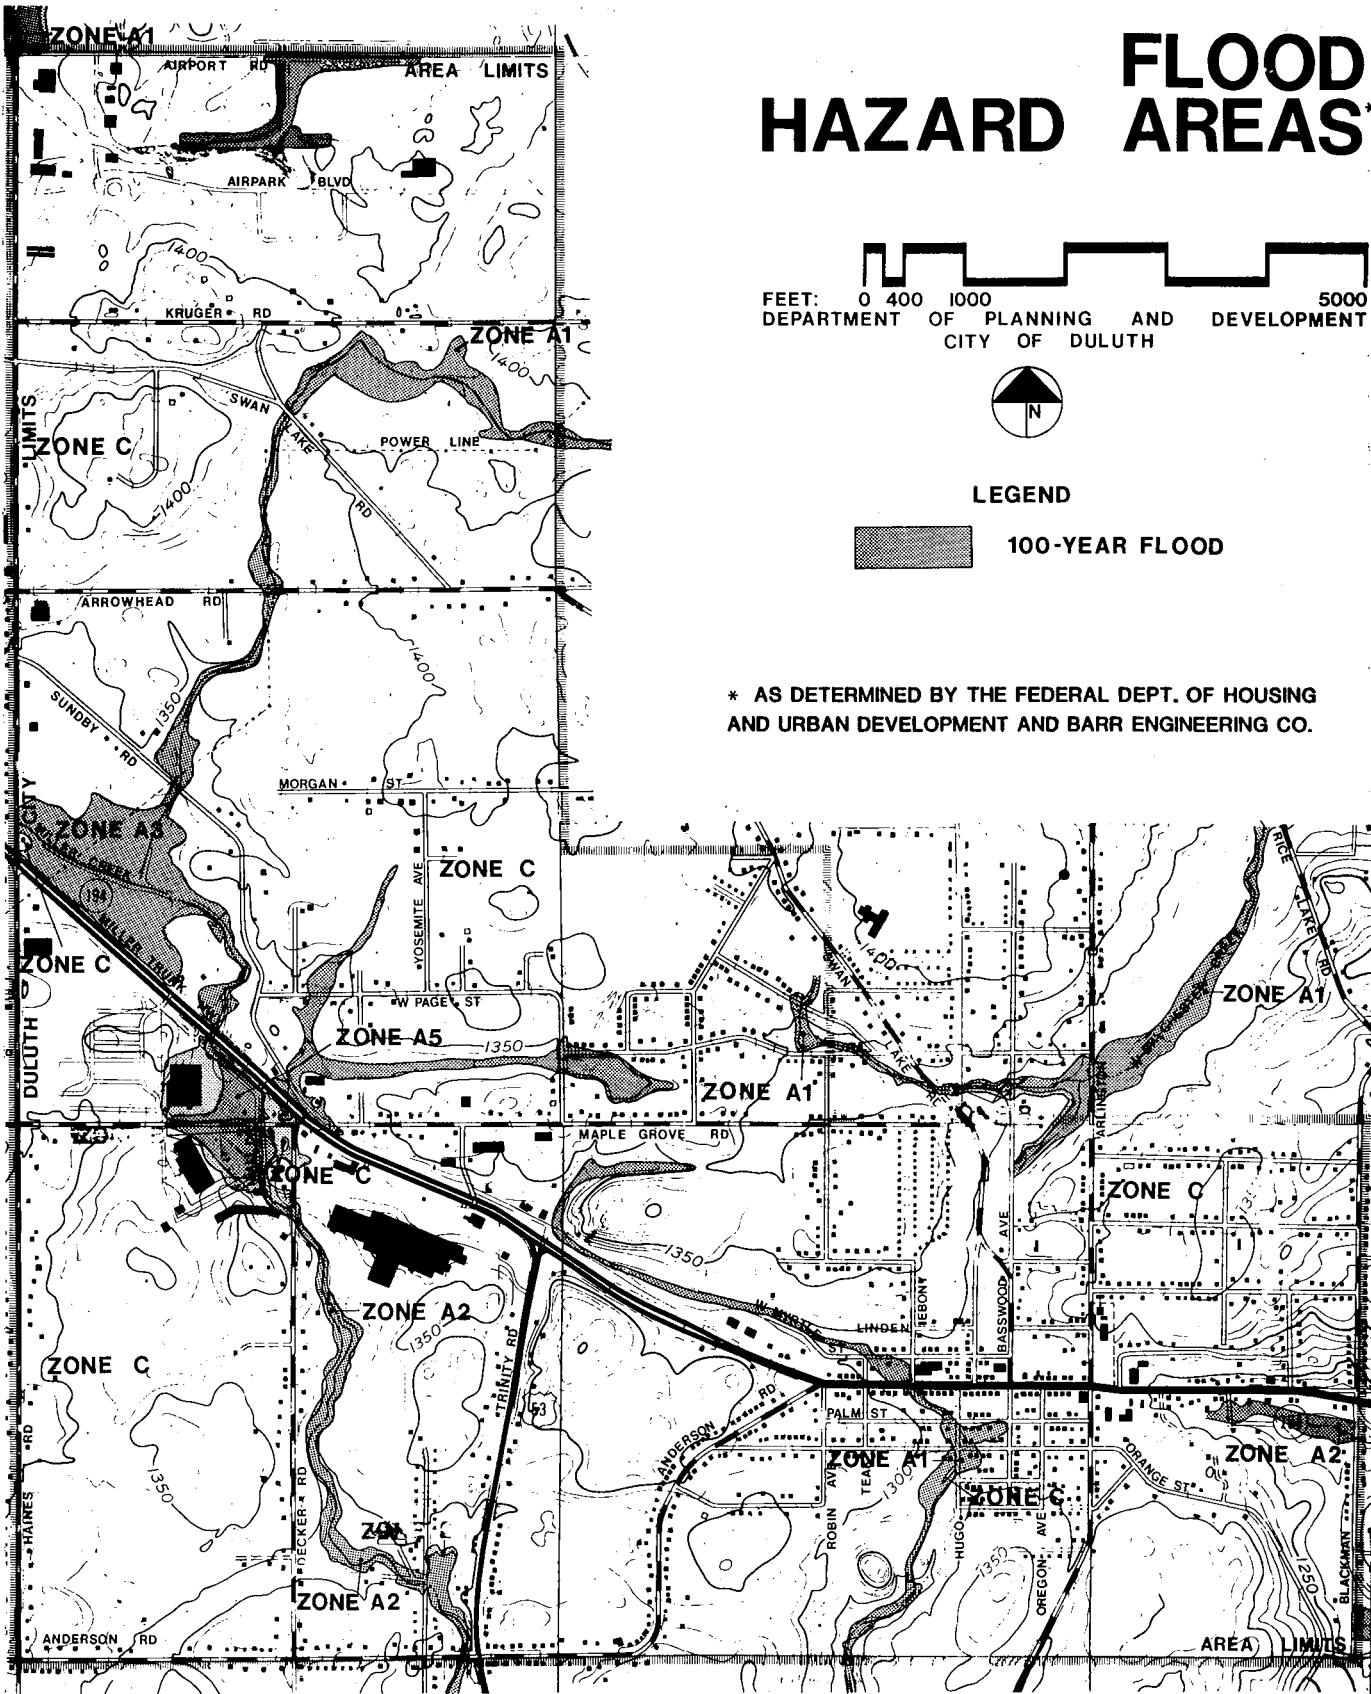 FLOOD
HAZARD AREAS*
FEET: 0 400 1000 5000
DEPARTMENT OF PLANNING AND DEVELOPMENT
CITY OF DULUTH
N
LEGEND
100-YEAR FLOOD
* AS DETERMINED BY THE FEDERAL DEPT. OF HOUSING
AND URBAN DEVELOPMENT AND BARR ENGINEERING CO.
ZONE A1
AIRPORT RD
AREA LIMITS
AIRPARK BLVD
1400
KRUGER RD
ZONE A1
1400
SWAN LAKE RD
POWER LINE
ZONE C
1400
DULUTH CITY LIMITS
ARROWHEAD RD
1400
SUNDBY RD
1350
MORGAN ST
ZONE A3
CREEK
194
MILLER TRUNK
ZONE C
YOSEMITE AVE
ZONE C
W PAGE ST
ZONE A5
1350
ZONE A1
SWAN LAKE
1400
RICE LAKE RD
ZONE A1
ARLINGTON
MAPLE GROVE RD
ZONE C
ZONE C
1350
W MYRTLE ST
LINDEN
EBONY
BASSWOOD AVE
ZONE A2
1350
TRINITY RD
53
ZONE C
HAINES RD
1350
DECKER RD
ANDERSON RD
PALM ST
ZONE A1
ROBIN AVE
TEAK
1300
ZONE C
HUGO
OREGON AVE
1350
ORANGE ST
ZONE A2
1250
BLACKMAN
ZONE A2
ANDERSON RD
AREA LIMITS